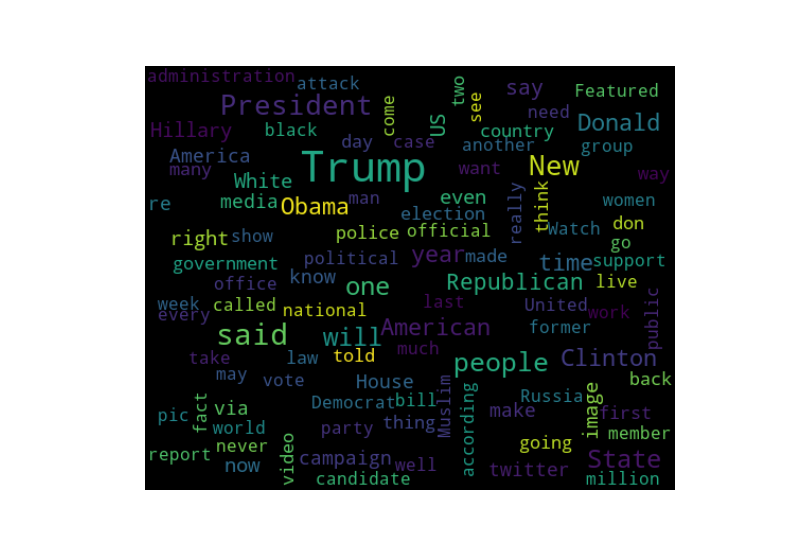 administration attack two see say Featured
President come US need Donald
Hillary black day case country another group
America many Trump want New way
White re media Obama man even election really think Watch women don go
right show police official
government political year made time support
office know one Republican live
week every called national last United work public
said will American former
take law told much people Clinton
may vote House back
pic fact via Democrat bill Muslim according make Russia image first
world party thing going member
report never now video campaign well twitter State
candidate million